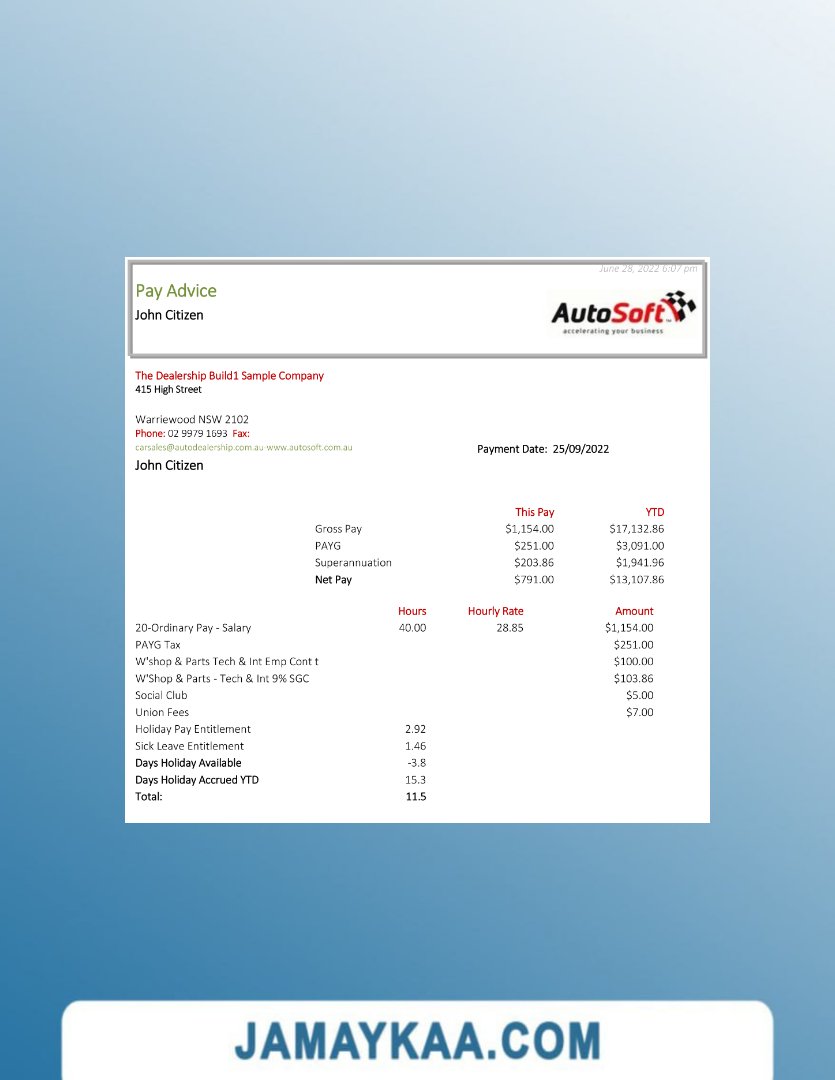 June 28, 2022 6:07 pm
Pay Advice
John Citizen
AutoSoft™
accelerating your business
The Dealership Build1 Sample Company
415 High Street
Warriewood NSW 2102
Phone: 02 9979 1693 Fax:
carsales@autodealership.com.au-www.autosoft.com.au
Payment Date: 25/09/2022
John Citizen
This Pay YTD
Gross Pay $1,154.00 $17,132.86
PAYG $251.00 $3,091.00
Superannuation $203.86 $1,941.96
Net Pay $791.00 $13,107.86
Hours Hourly Rate Amount
20-Ordinary Pay - Salary 40.00 28.85 $1,154.00
PAYG Tax $251.00
W'shop & Parts Tech & Int Emp Cont t $100.00
W'Shop & Parts - Tech & Int 9% SGC $103.86
Social Club $5.00
Union Fees $7.00
Holiday Pay Entitlement 2.92
Sick Leave Entitlement 1.46
Days Holiday Available -3.8
Days Holiday Accrued YTD 15.3
Total: 11.5
JAMAYKAA.COM